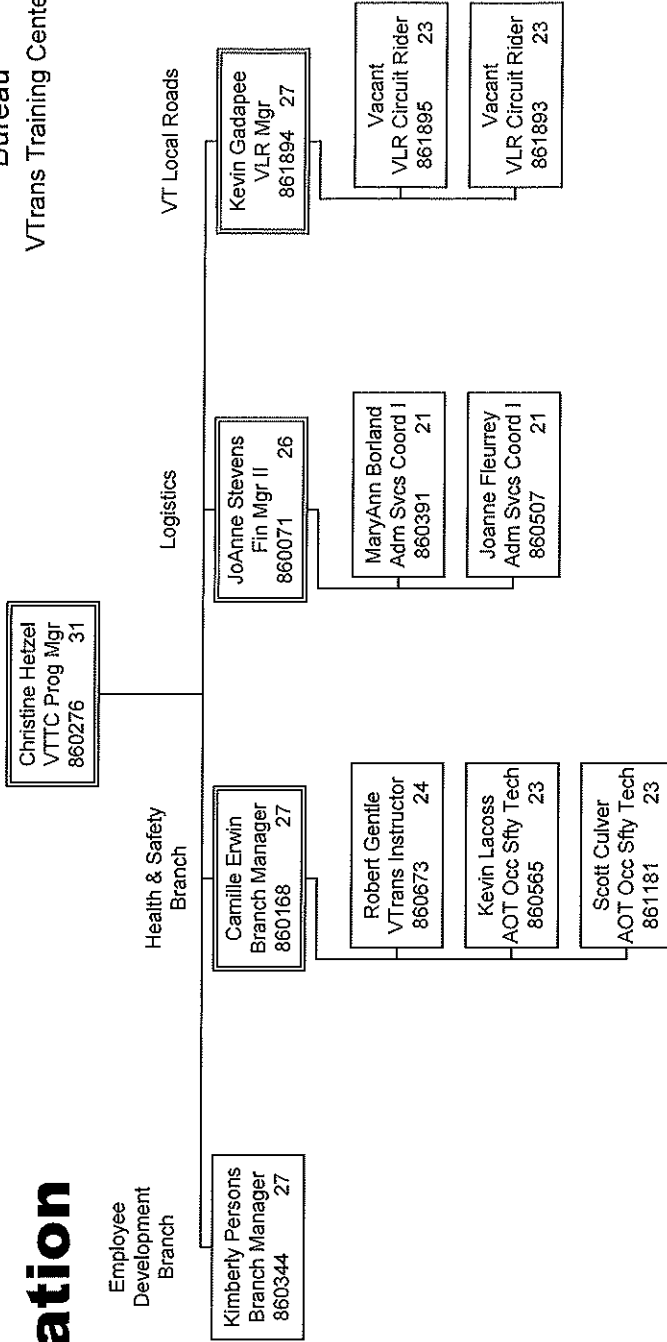 ation
Bureau
VTrans Training Cente
Christine Hetzel
VTTC Prog Mgr
860276 31
Employee
Development
Branch
Kimberly Persons
Branch Manager
860344 27
Health & Safety
Branch
Camille Erwin
Branch Manager
860168 27
Robert Gentle
VTrans Instructor
860673 24
Kevin Lacoss
AOT Occ Sfty Tech
860565 23
Scott Culver
AOT Occ Sfty Tech
861181 23
Logistics
JoAnne Stevens
Fin Mgr II
860071 26
MaryAnn Borland
Adm Svcs Coord I
860391 21
Joanne Fleurrey
Adm Svcs Coord I
860507 21
VT Local Roads
Kevin Gadapee
VLR Mgr
861894 27
Vacant
VLR Circuit Rider
861895 23
Vacant
VLR Circuit Rider
861893 23